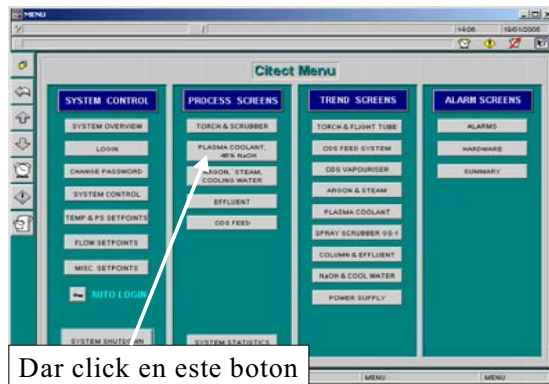 MENU
14:06
19/01/2006
Citect Menu
SYSTEM CONTROL
SYSTEM OVERVIEW
LOGIN
CHANGE PASSWORD
SYSTEM CONTROL
TEMP & PS SETPOINTS
FLOW SETPOINTS
MISC. SETPOINTS
AUTO LOGIN
SYSTEM SHUTDOWN
PROCESS SCREENS
TORCH & SCRUBBER
PLASMA COOLANT,
46% NaOH
ARGON, STEAM,
COOLING WATER
EFFLUENT
ODS FEED
SYSTEM STATISTICS
TREND SCREENS
TORCH & FLIGHT TUBE
ODS FEED SYSTEM
ODS VAPOURISER
ARGON & STEAM
PLASMA COOLANT
SPRAY SCRUBBER
COLUMN & EFFLUENT
NaOH & COOL WATER
POWER SUPPLY
ALARM SCREENS
ALARMS
HARDWARE
SUMMARY
Dar click en este boton
MENU
MENU